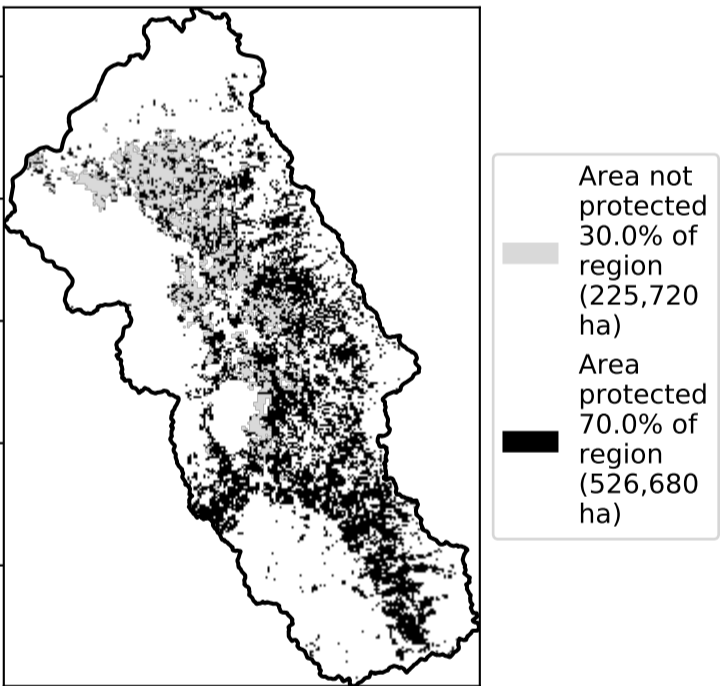 Area not
protected
30.0% of
region
(225,720
ha)
Area
protected
70.0% of
region
(526,680
ha)